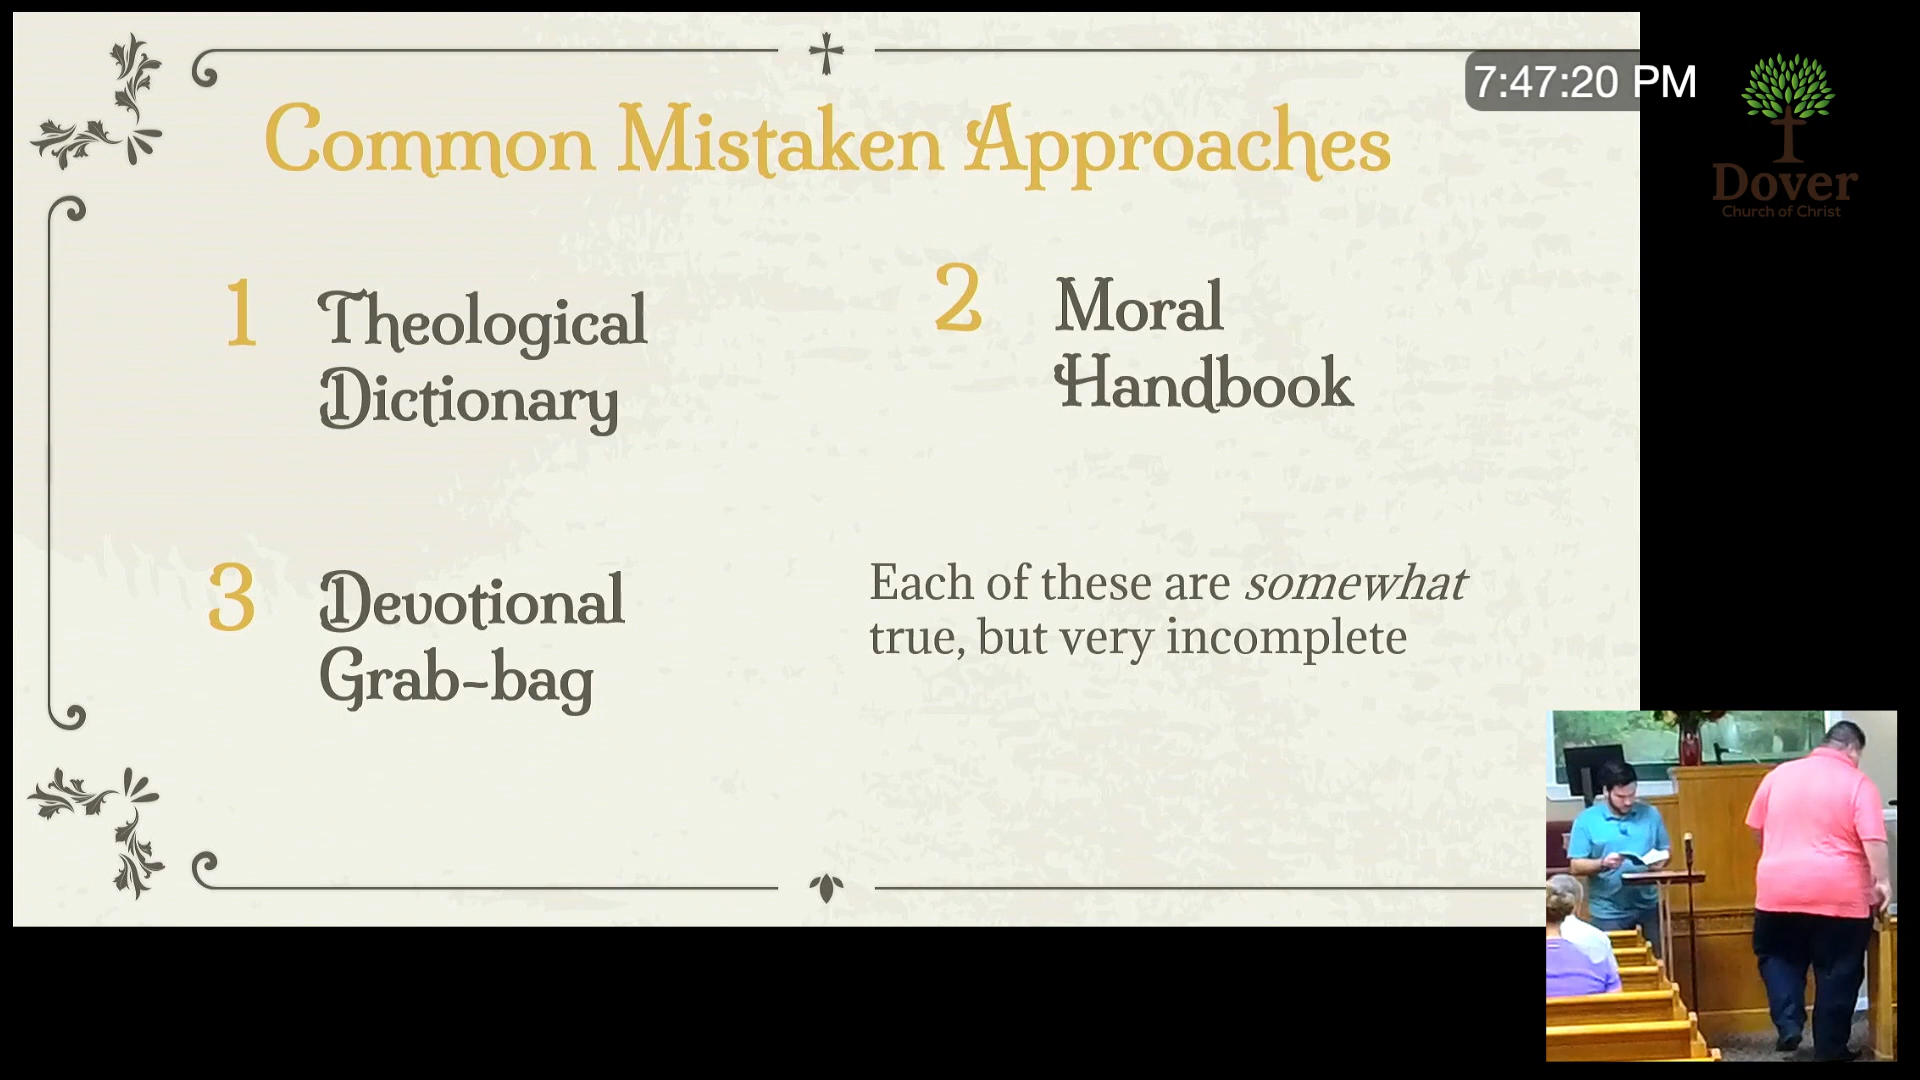 7:47:20 PM
Dover
Church of Christ
Common Mistaken Approaches
1
Theological
Dictionary
2
Moral
Handbook
3
Devotional
Grab-bag
Each of these are somewhat
true, but very incomplete